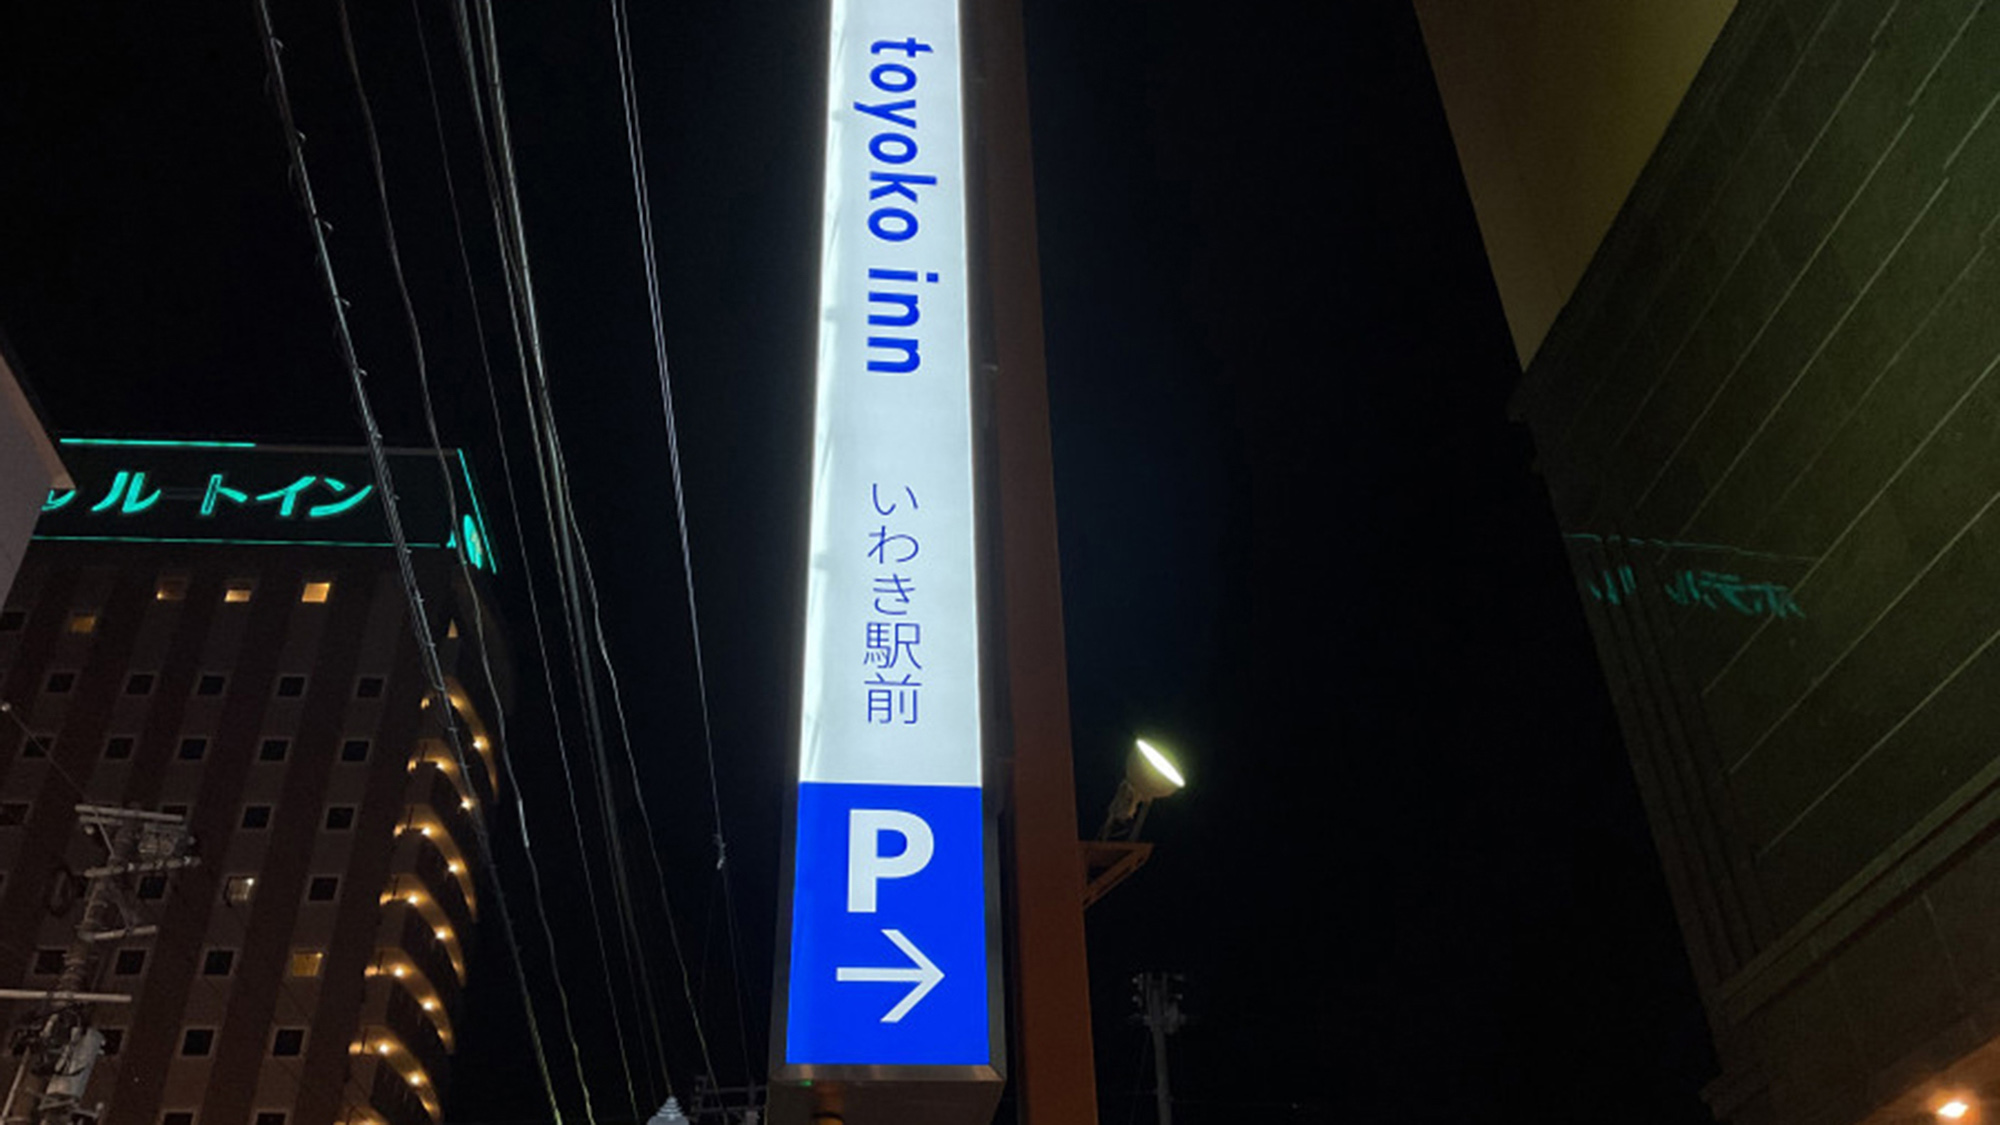 toyoko inn
いわき駅前
P
→
ル トイン